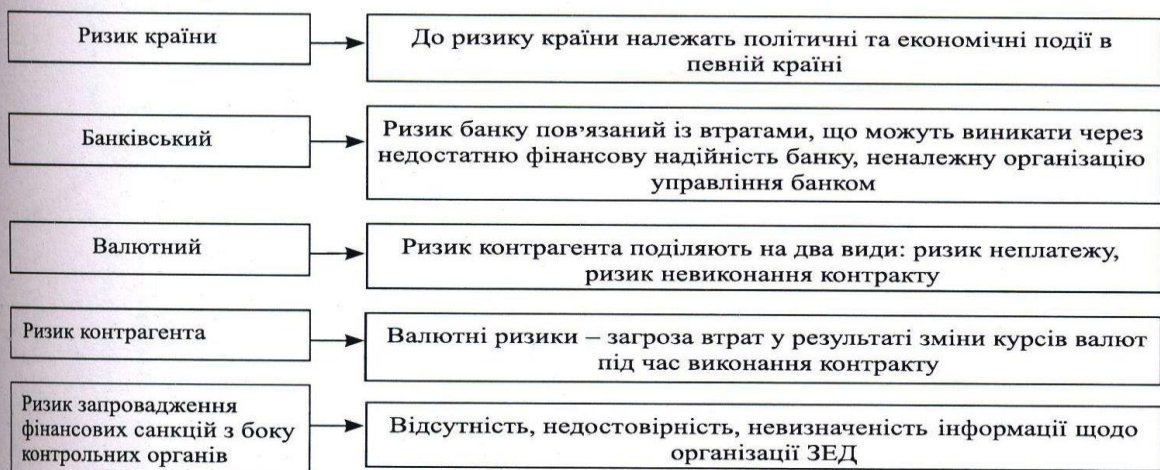 Ризик країни
До ризику країни належать політичні та економічні події в
певній країні
Банківський
Ризик банку пов’язаний із втратами, що можуть виникати через
недостатню фінансову надійність банку, неналежну організацію
управління банком
Валютний
Ризик контрагента поділяють на два види: ризик неплатежу,
ризик невиконання контракту
Ризик контрагента
Валютні ризики – загроза втрат у результаті зміни курсів валют
під час виконання контракту
Ризик запровадження
фінансових санкцій з боку
контрольних органів
Відсутність, недостовірність, невизначеність інформації щодо
організації ЗЕД